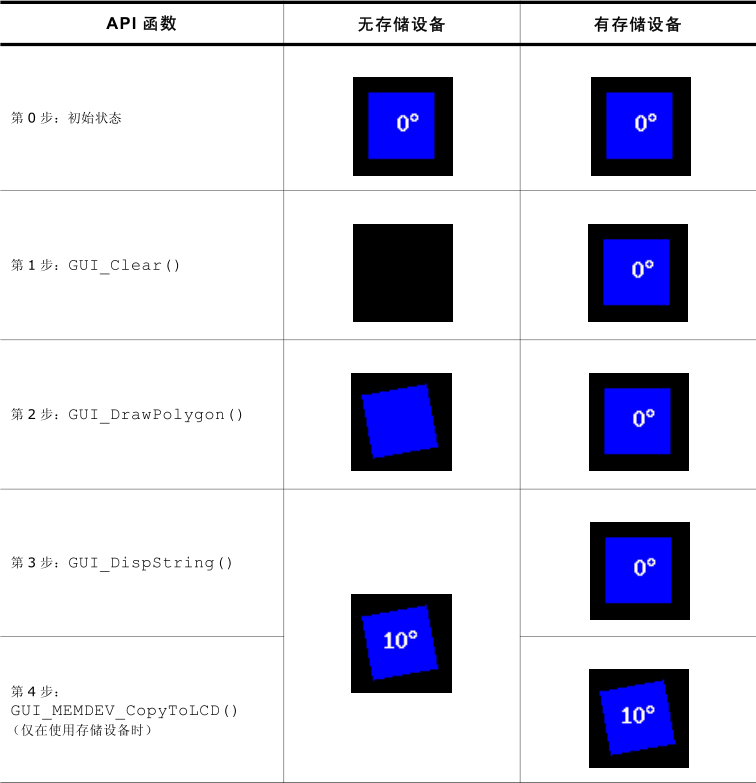 API 函数 无存储设备 有存储设备
第 0 步：初始状态 0° 0°
第 1 步：GUI_Clear() 0°
第 2 步：GUI_DrawPolygon() 0°
第 3 步：GUI_DispString() 0°
10°
第 4 步：
GUI_MEMDEV_CopyToLCD() 10°
（仅在使用存储设备时）